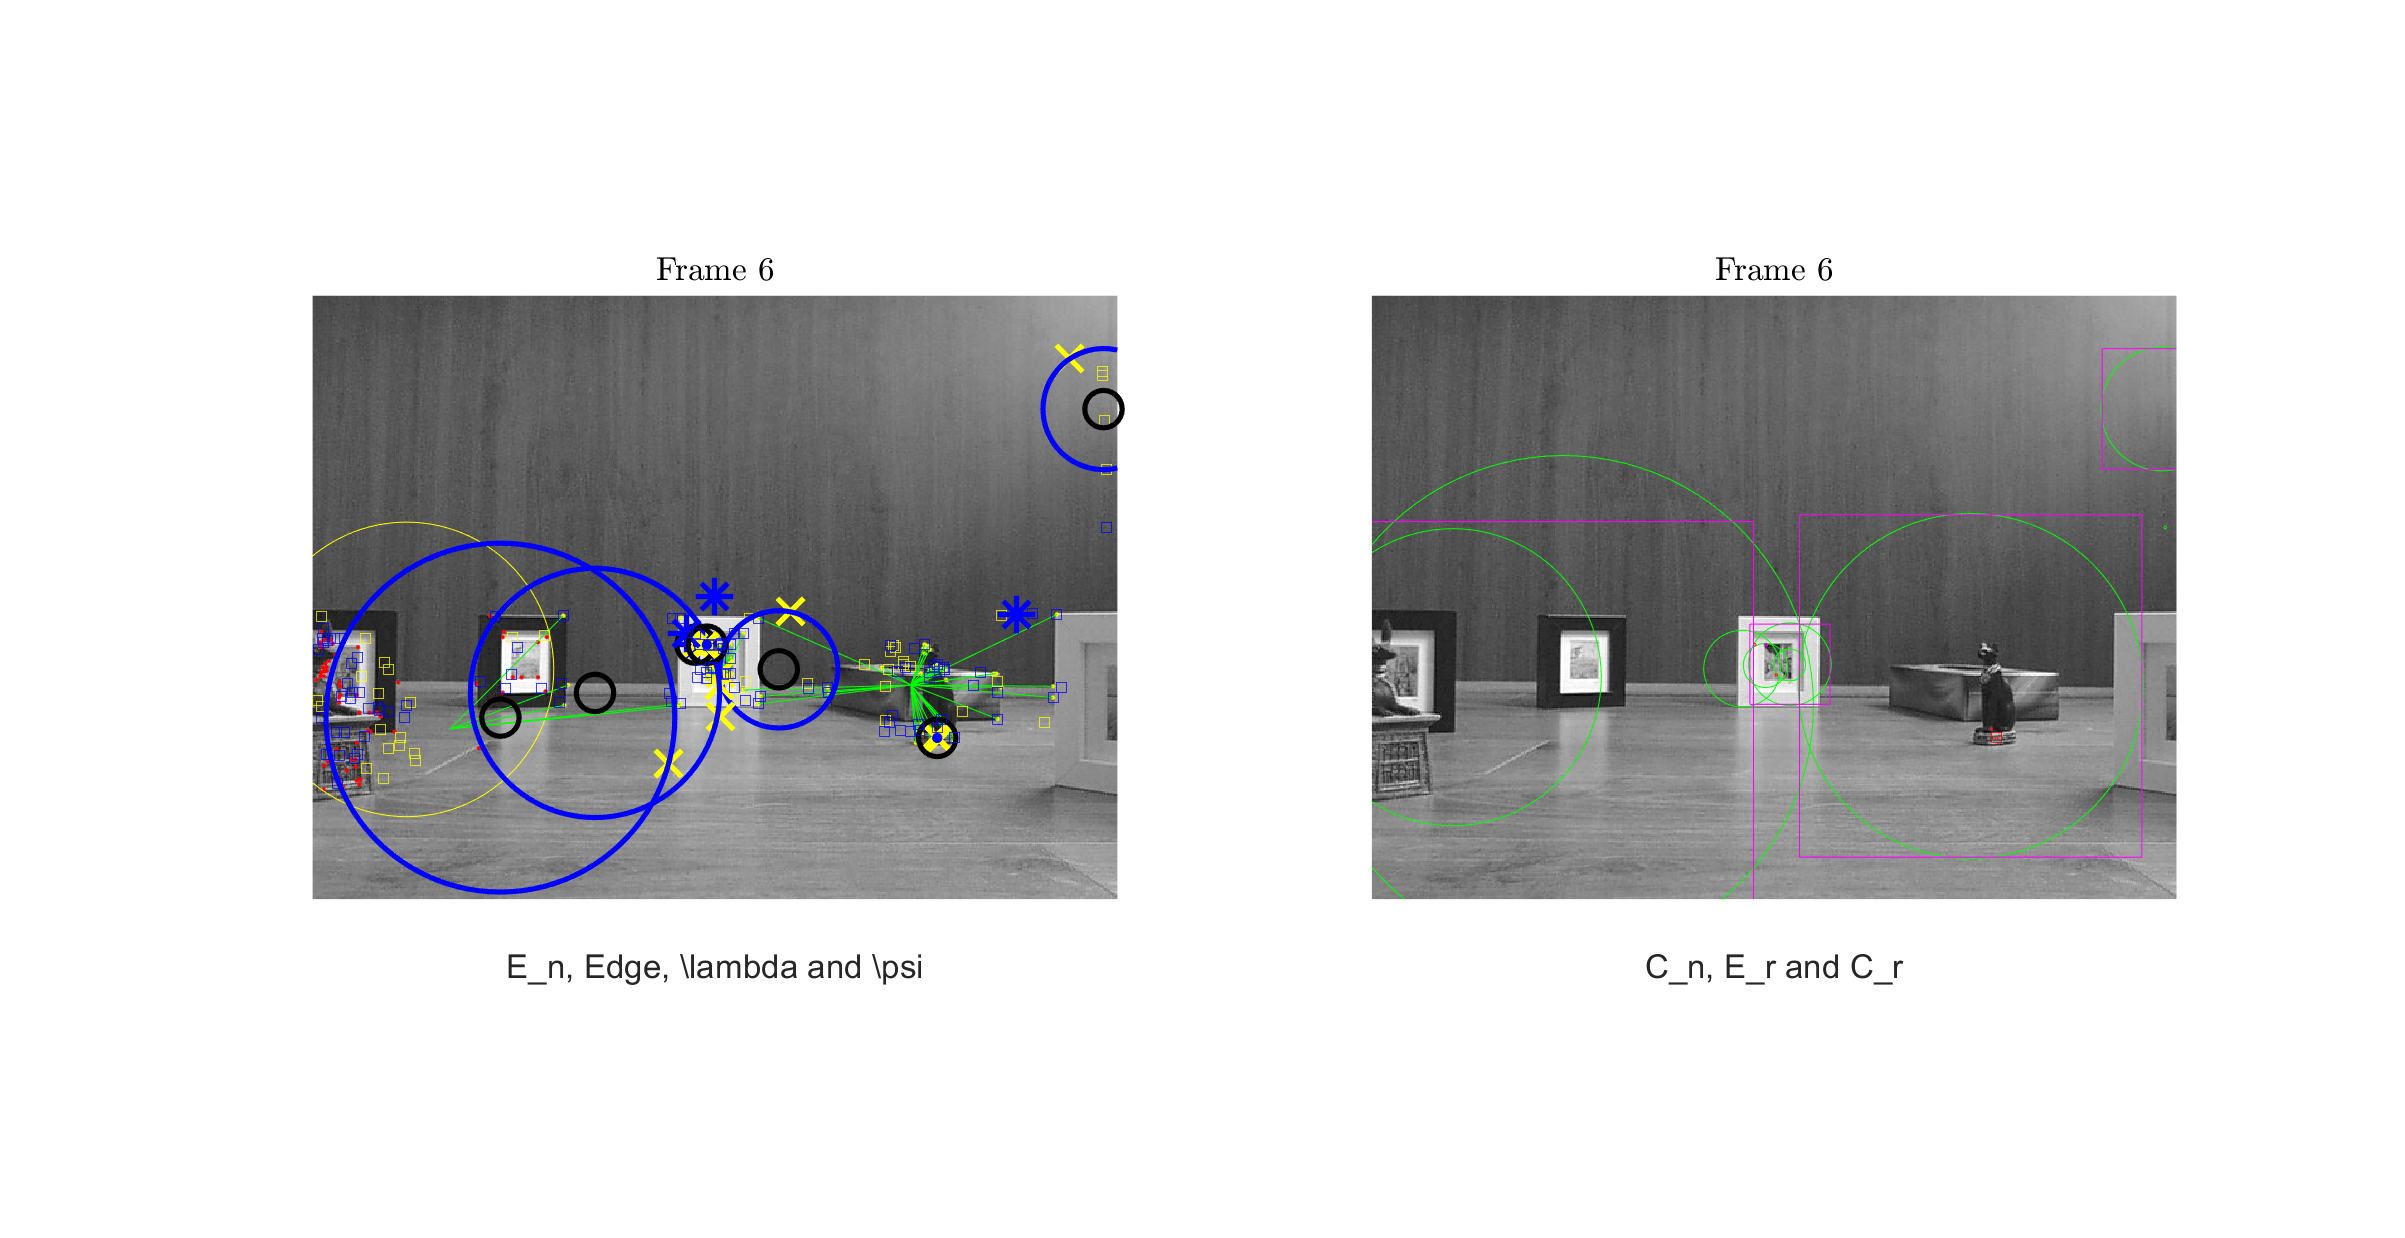 Frame 6
Frame 6
E_n, Edge, \lambda and \psi
C_n, E_r and C_r